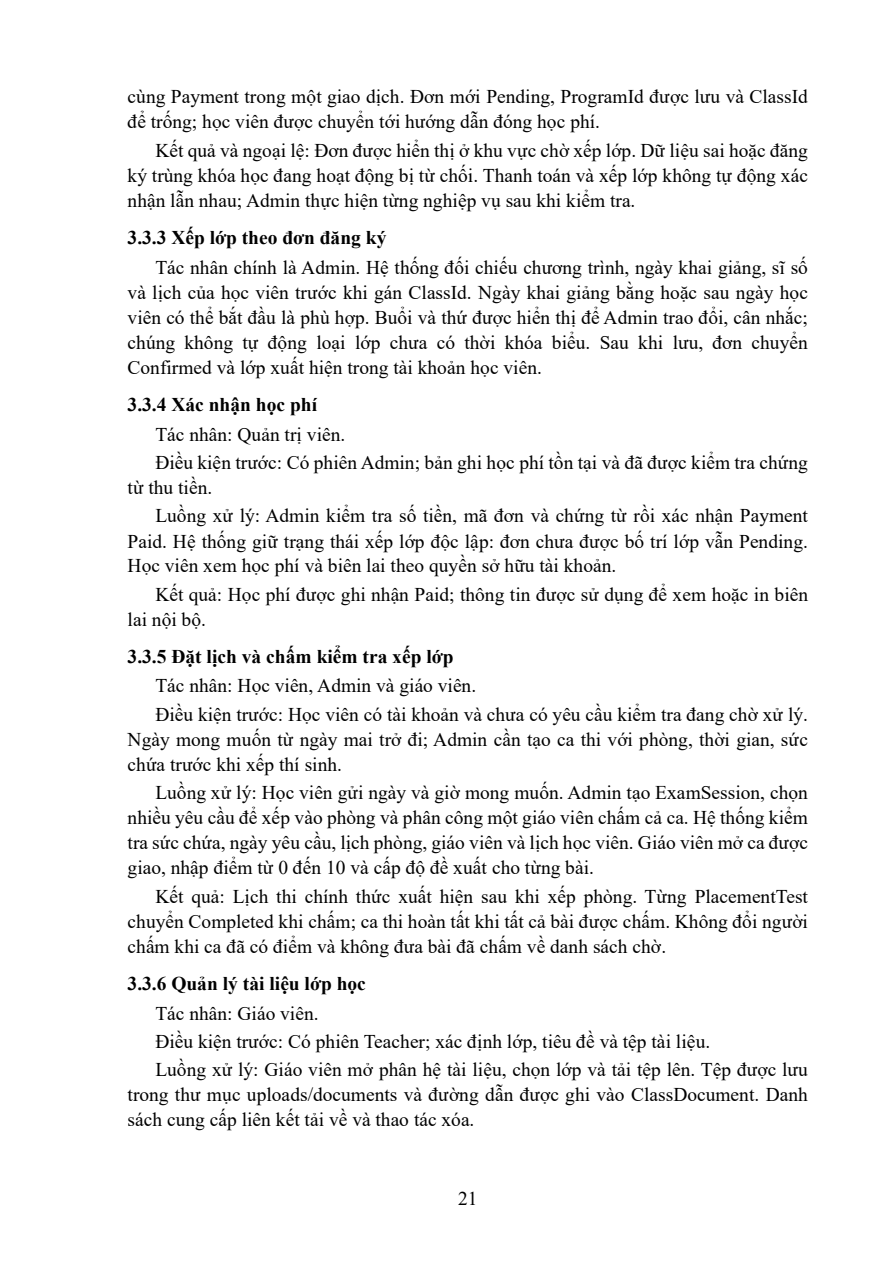 cùng Payment trong một giao dịch. Đơn mới Pending, ProgramId được lưu và ClassId
để trống; học viên được chuyển tới hướng dẫn đóng học phí.
Kết quả và ngoại lệ: Đơn được hiển thị ở khu vực chờ xếp lớp. Dữ liệu sai hoặc đăng
ký trùng khóa học đang hoạt động bị từ chối. Thanh toán và xếp lớp không tự động xác
nhận lẫn nhau; Admin thực hiện từng nghiệp vụ sau khi kiểm tra.
3.3.3 Xếp lớp theo đơn đăng ký
Tác nhân chính là Admin. Hệ thống đối chiếu chương trình, ngày khai giảng, sĩ số
và lịch của học viên trước khi gán ClassId. Ngày khai giảng bằng hoặc sau ngày học
viên có thể bắt đầu là phù hợp. Buổi và thứ được hiển thị để Admin trao đổi, cân nhắc;
chúng không tự động loại lớp chưa có thời khóa biểu. Sau khi lưu, đơn chuyển
Confirmed và lớp xuất hiện trong tài khoản học viên.
3.3.4 Xác nhận học phí
Tác nhân: Quản trị viên.
Điều kiện trước: Có phiên Admin; bản ghi học phí tồn tại và đã được kiểm tra chứng
từ thu tiền.
Luồng xử lý: Admin kiểm tra số tiền, mã đơn và chứng từ rồi xác nhận Payment
Paid. Hệ thống giữ trạng thái xếp lớp độc lập: đơn chưa được bố trí lớp vẫn Pending.
Học viên xem học phí và biên lai theo quyền sở hữu tài khoản.
Kết quả: Học phí được ghi nhận Paid; thông tin được sử dụng để xem hoặc in biên
lai nội bộ.
3.3.5 Đặt lịch và chấm kiểm tra xếp lớp
Tác nhân: Học viên, Admin và giáo viên.
Điều kiện trước: Học viên có tài khoản và chưa có yêu cầu kiểm tra đang chờ xử lý.
Ngày mong muốn từ ngày mai trở đi; Admin cần tạo ca thi với phòng, thời gian, sức
chứa trước khi xếp thí sinh.
Luồng xử lý: Học viên gửi ngày và giờ mong muốn. Admin tạo ExamSession, chọn
nhiều yêu cầu để xếp vào phòng và phân công một giáo viên chấm cả ca. Hệ thống kiểm
tra sức chứa, ngày yêu cầu, lịch phòng, giáo viên và lịch học viên. Giáo viên mở ca được
giao, nhập điểm từ 0 đến 10 và cấp độ đề xuất cho từng bài.
Kết quả: Lịch thi chính thức xuất hiện sau khi xếp phòng. Từng PlacementTest
chuyển Completed khi chấm; ca thi hoàn tất khi tất cả bài được chấm. Không đổi người
chấm khi ca đã có điểm và không đưa bài đã chấm về danh sách chờ.
3.3.6 Quản lý tài liệu lớp học
Tác nhân: Giáo viên.
Điều kiện trước: Có phiên Teacher; xác định lớp, tiêu đề và tệp tài liệu.
Luồng xử lý: Giáo viên mở phân hệ tài liệu, chọn lớp và tải tệp lên. Tệp được lưu
trong thư mục uploads/documents và đường dẫn được ghi vào ClassDocument. Danh
sách cung cấp liên kết tải về và thao tác xóa.
21